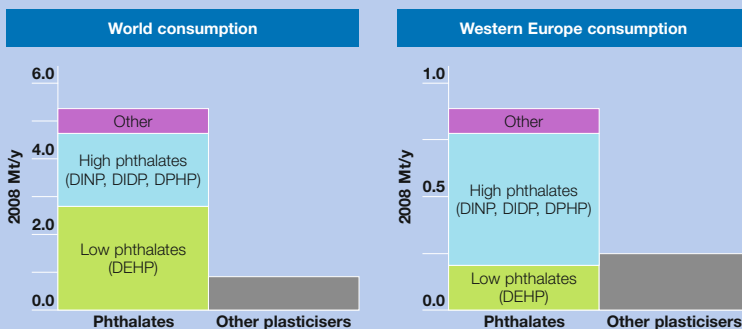 World consumption
6.0
4.0
2.0
0.0
2008 Mt/y
Other
High phthalates
(DINP, DIDP, DPHP)
Low phthalates
(DEHP)
Phthalates
Other plasticisers
Western Europe consumption
1.0
0.5
0.0
2008 Mt/y
Other
High phthalates
(DINP, DIDP, DPHP)
Low phthalates
(DEHP)
Phthalates
Other plasticisers